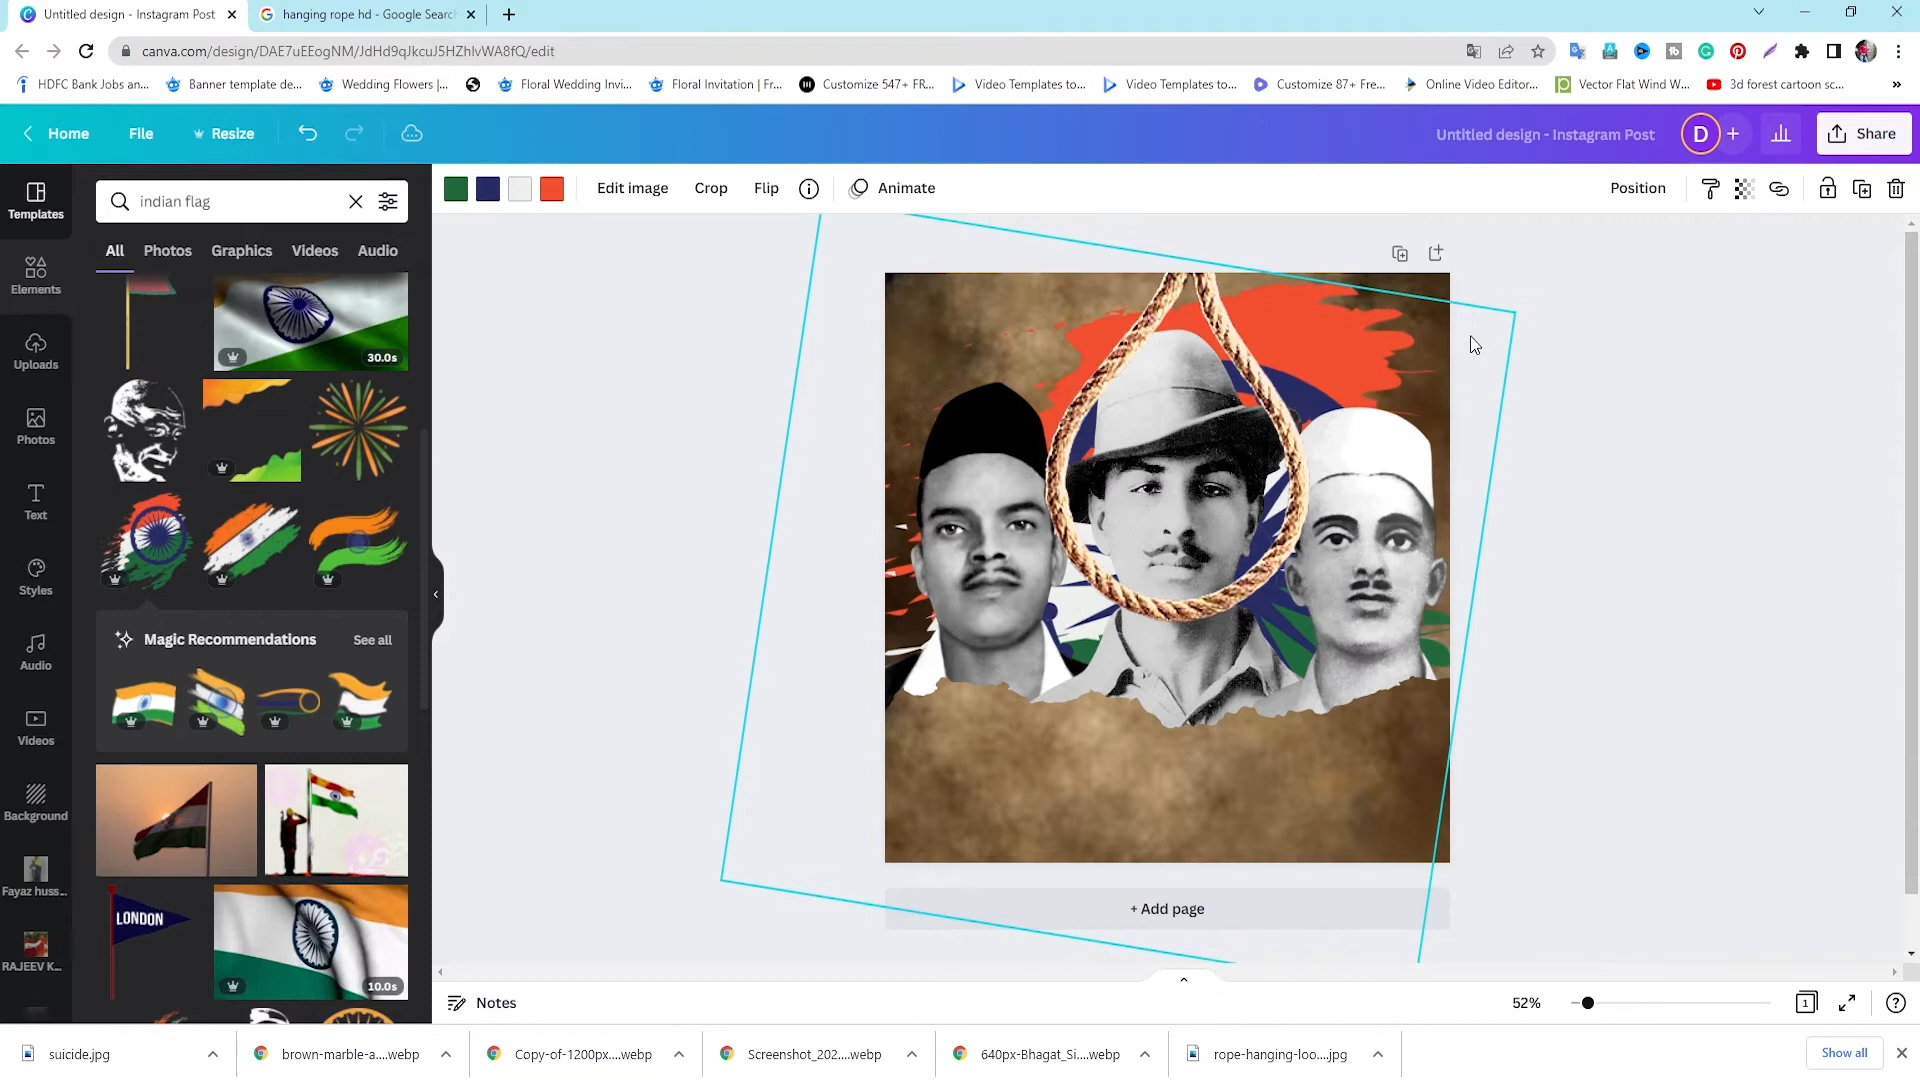 Untitled design - Instagram Post
hanging rope hd - Google Search
canva.com/design/DAE7uEEogNM/JdHd9qJkcuJ5HZhlvWA8fQ/edit
HDFC Bank Jobs an...
Banner template de...
Wedding Flowers |...
Floral Wedding Invi...
Floral Invitation | Fr...
Customize 547+ FR...
Video Templates to...
Video Templates to...
Customize 87+ Fre...
Online Video Editor...
Vector Flat Wind W...
3d forest cartoon sc...
»
Home
File
Resize
Untitled design - Instagram Post
D
+
Share
Templates
Elements
Uploads
Photos
Text
Styles
Audio
Videos
Background
Fayaz huss...
RAJEEV K...
indian flag
All
Photos
Graphics
Videos
Audio
30.0s
Magic Recommendations
See all
LONDON
10.0s
Edit image
Crop
Flip
Animate
Position
+ Add page
Notes
52%
1
suicide.jpg
brown-marble-a....webp
Copy-of-1200px....webp
Screenshot_202....webp
640px-Bhagat_Si....webp
rope-hanging-loo....jpg
Show all